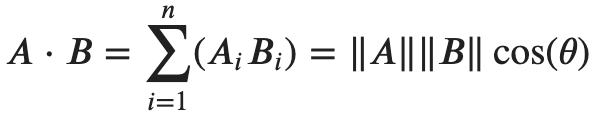 A · B = ∑_{i=1}^{n} (A_i B_i) = ‖A‖‖B‖ cos(θ)